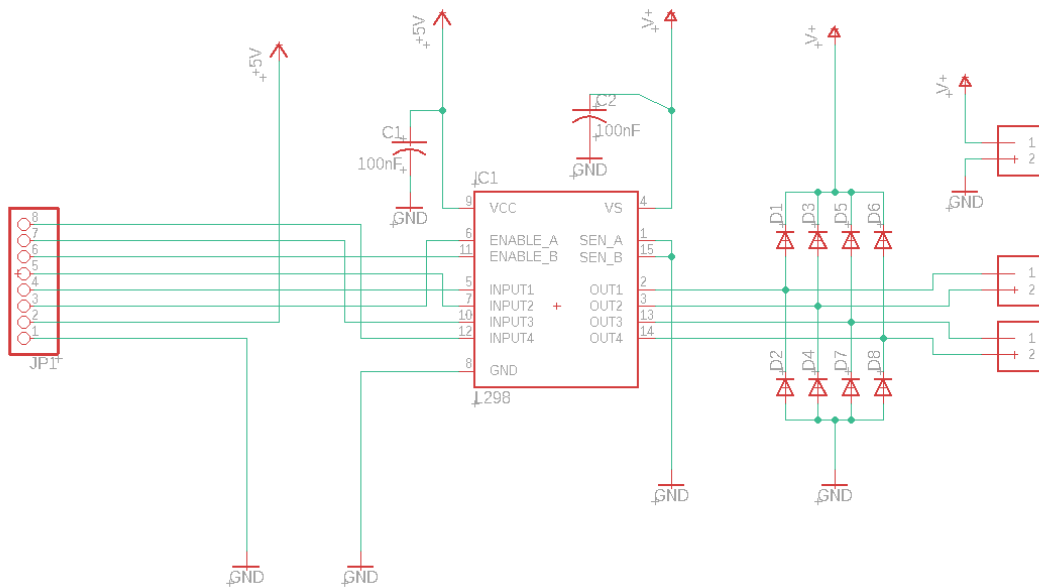 +5V
V+
V+
+5V
V+
C1
100nF
C2
100nF
GND
GND
GND
IC1
9 VCC VS 4
6 ENABLE_A SEN_A 1
11 ENABLE_B SEN_B 15
5 INPUT1 OUT1 2
7 INPUT2 OUT2 3
10 INPUT3 OUT3 13
12 INPUT4 OUT4 14
8 GND
L298
8
7
6
5
4
3
2
1
JP1
D1 D3 D5 D6
D2 D4 D7 D8
1
2
1
2
1
2
GND
GND
GND
GND